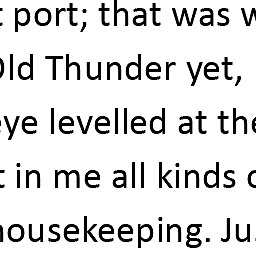 port; that was
Old Thunder yet,
eye levelled at the
in me all kinds
housekeeping. Ju